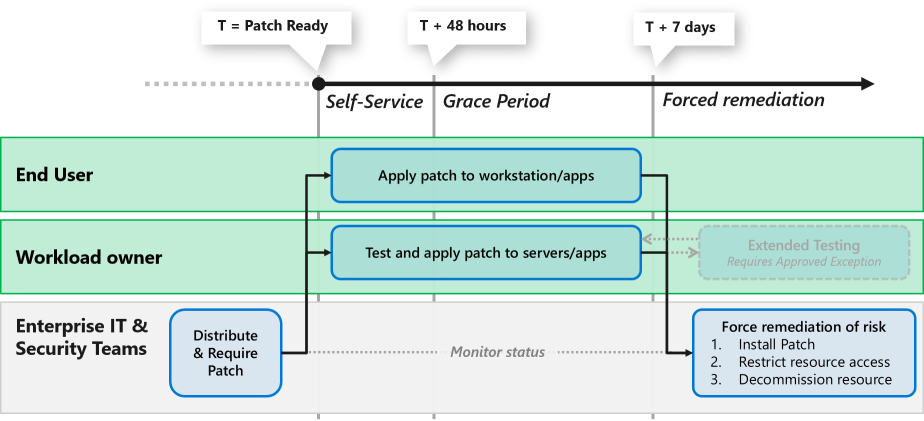 T = Patch Ready
T + 48 hours
T + 7 days
Self-Service
Grace Period
Forced remediation
End User
Apply patch to workstation/apps
Workload owner
Test and apply patch to servers/apps
Extended Testing
Requires Approved Exception
Enterprise IT &
Security Teams
Distribute
& Require
Patch
Monitor status
Force remediation of risk
1. Install Patch
2. Restrict resource access
3. Decommission resource